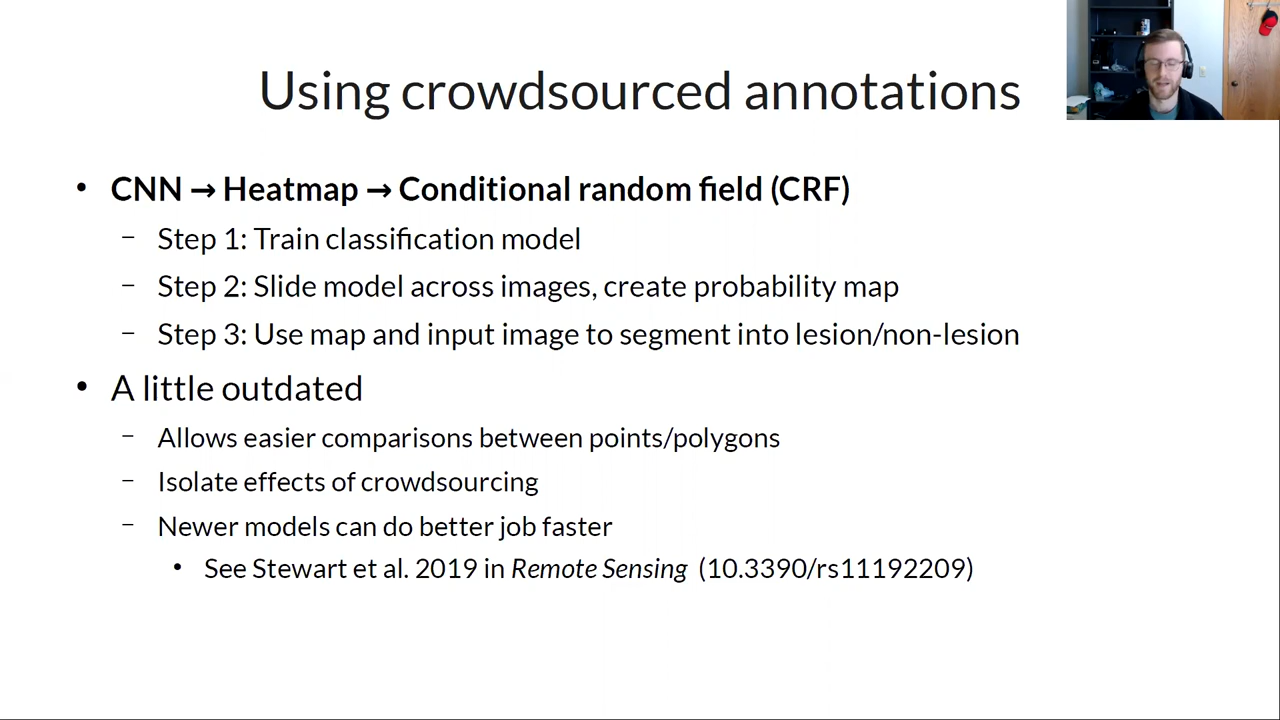 Using crowdsourced annotations
• CNN → Heatmap → Conditional random field (CRF)
– Step 1: Train classification model
– Step 2: Slide model across images, create probability map
– Step 3: Use map and input image to segment into lesion/non-lesion
• A little outdated
– Allows easier comparisons between points/polygons
– Isolate effects of crowdsourcing
– Newer models can do better job faster
• See Stewart et al. 2019 in Remote Sensing (10.3390/rs11192209)